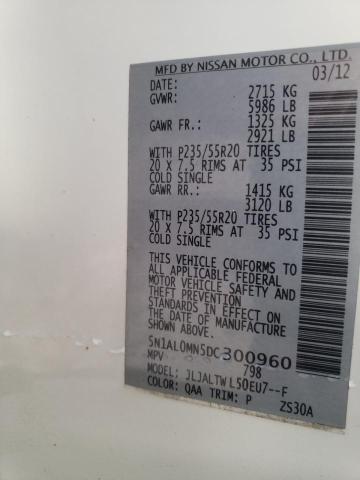 MFD BY NISSAN MOTOR CO., LTD.
DATE: 03/12
GVWR: 2715 KG
5986 LB
GAWR FR.: 1325 KG
2921 LB
WITH P235/55R20 TIRES
20 X 7.5 RIMS AT 35 PSI
COLD SINGLE
GAWR RR.: 1415 KG
3120 LB
WITH P235/55R20 TIRES
20 X 7.5 RIMS AT 35 PSI
COLD SINGLE
THIS VEHICLE CONFORMS TO
ALL APPLICABLE FEDERAL
MOTOR VEHICLE SAFETY AND
THEFT PREVENTION
STANDARDS IN EFFECT ON
ABOVE DATE.
5N1AL0MN5DC300960
MPV 798
MODEL: JLJALTWL50EU7--F
COLOR: QAA TRIM: P ZS30A